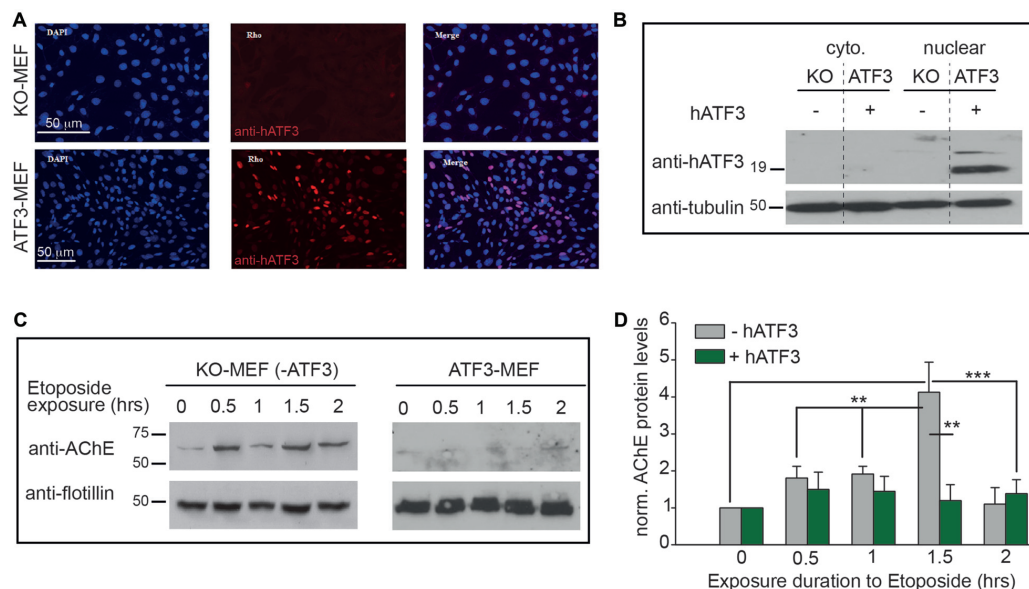 A
KO-MEF
DAPI
50 μm
Rho
anti-hATF3
Merge
ATF3-MEF
DAPI
50 μm
Rho
anti-hATF3
Merge
B
cyto. nuclear
KO ATF3 KO ATF3
hATF3 - + - +
anti-hATF3 19
anti-tubulin 50
C
KO-MEF (-ATF3) ATF3-MEF
Etoposide
exposure (hrs) 0 0.5 1 1.5 2 0 0.5 1 1.5 2
anti-AChE 75
50
anti-flotillin 50
D
- hATF3
+ hATF3
norm. AChE protein levels
6
5
4
3
2
1
0
**
***
**
0 0.5 1 1.5 2
Exposure duration to Etoposide (hrs)